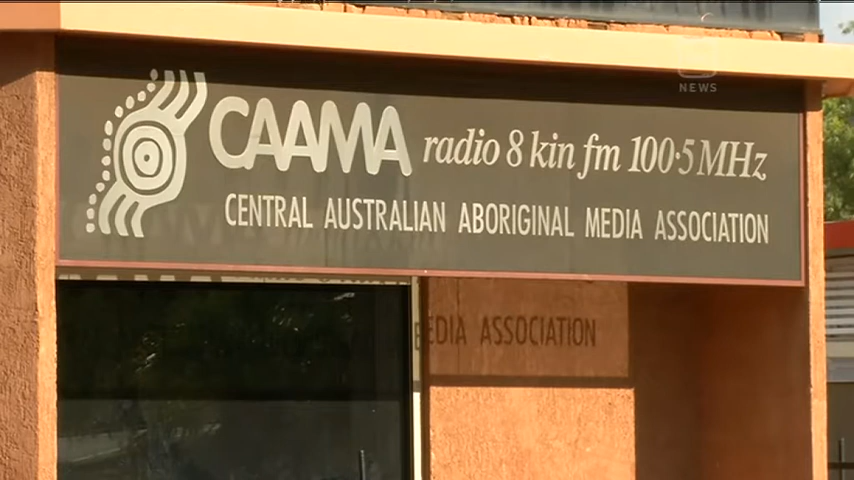 NEWS
CAAMA radio 8 kin fm 100·5 MHz
CENTRAL AUSTRALIAN ABORIGINAL MEDIA ASSOCIATION
EDIA ASSOCIATION